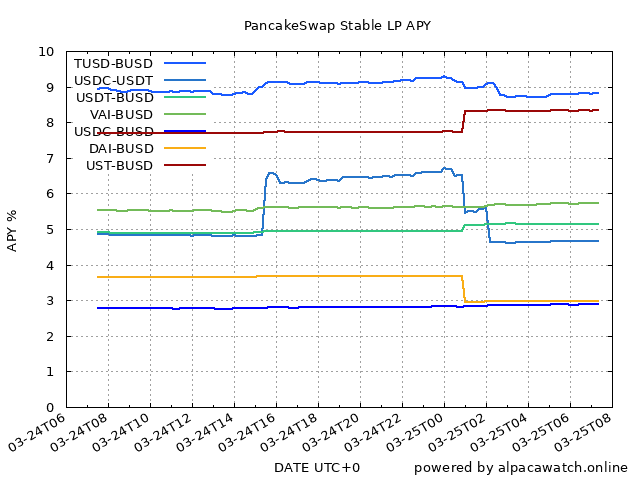 PancakeSwap Stable LP APY
10
9
8
7
6
5
4
3
2
1
0
APY %
TUSD-BUSD
USDC-USDT
USDT-BUSD
VAI-BUSD
USDC-BUSD
DAI-BUSD
UST-BUSD
03-24T06
03-24T08
03-24T10
03-24T12
03-24T14
03-24T16
03-24T18
03-24T20
03-24T22
03-25T00
03-25T02
03-25T04
03-25T06
03-25T08
DATE UTC+0
powered by alpacawatch.online